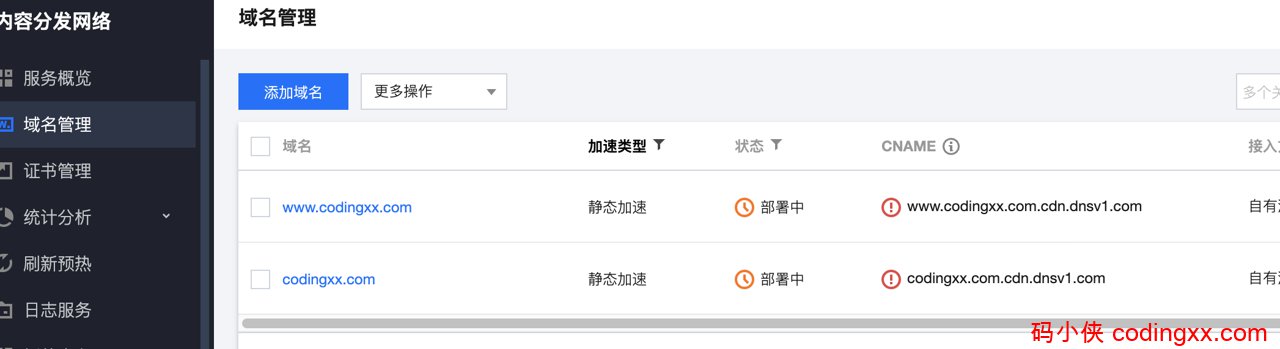 内容分发网络
域名管理
服务概览
添加域名
更多操作
多个关
域名管理
域名
加速类型
状态
CNAME
接入
证书管理
www.codingxx.com
静态加速
部署中
www.codingxx.com.cdn.dnsv1.com
自有
统计分析
刷新预热
codingxx.com
静态加速
部署中
codingxx.com.cdn.dnsv1.com
自有
日志服务
码小侠 codingxx.com